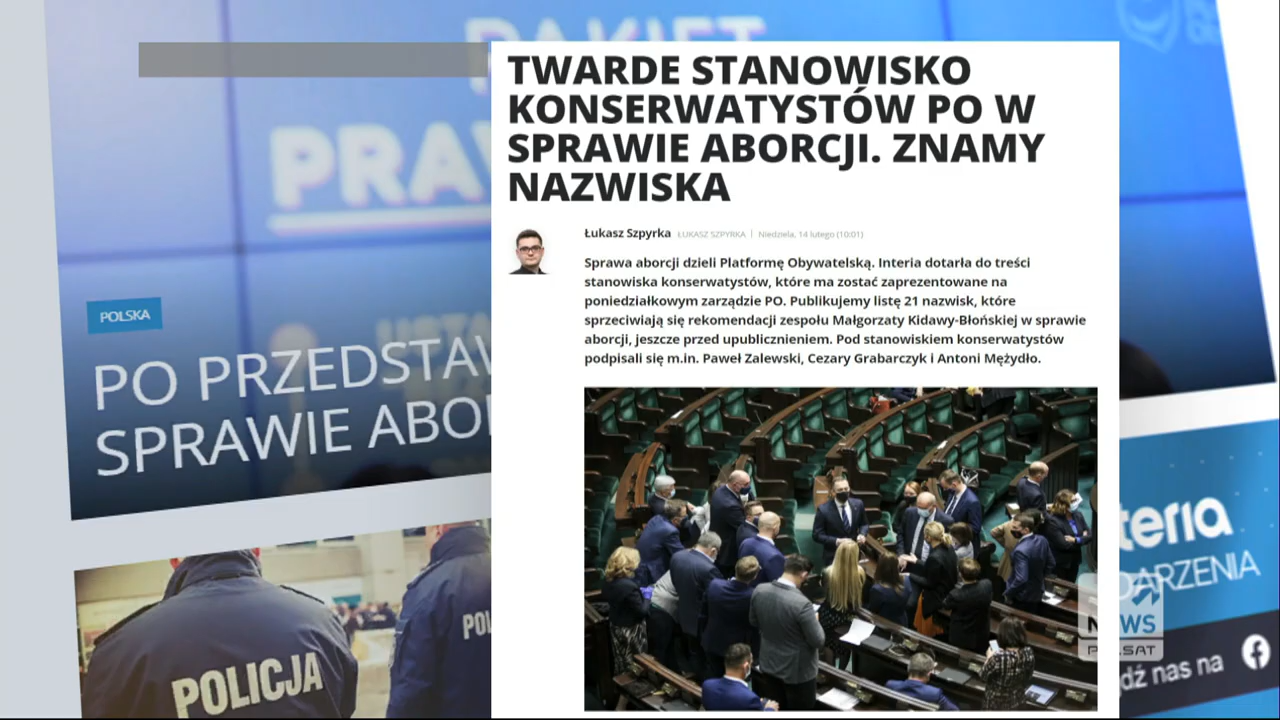 PAKIET
TWARDE STANOWISKO
KONSERWATYSTÓW PO W
SPRAWIE ABORCJI. ZNAMY
NAZWISKA
Łukasz Szpyrka ŁUKASZ SZPYRKA | Niedziela, 14 lutego (10:01)
Sprawa aborcji dzieli Platformę Obywatelską. Interia dotarła do treści
stanowiska konserwatystów, które ma zostać zaprezentowane na
poniedziałkowym zarządzie PO. Publikujemy listę 21 nazwisk, które
sprzeciwiają się rekomendacji zespołu Małgorzaty Kidawy-Błońskiej w sprawie
aborcji, jeszcze przed upublicznieniem. Pod stanowiskiem konserwatystów
podpisali się m.in. Paweł Zalewski, Cezary Grabarczyk i Antoni Mężydło.
PRAW
POLSKA
PO PRZEDSTAW
SPRAWIE ABOR
POLICJA
POL
teria
DARZENIA
NEWS
POLSAT
dź nas na